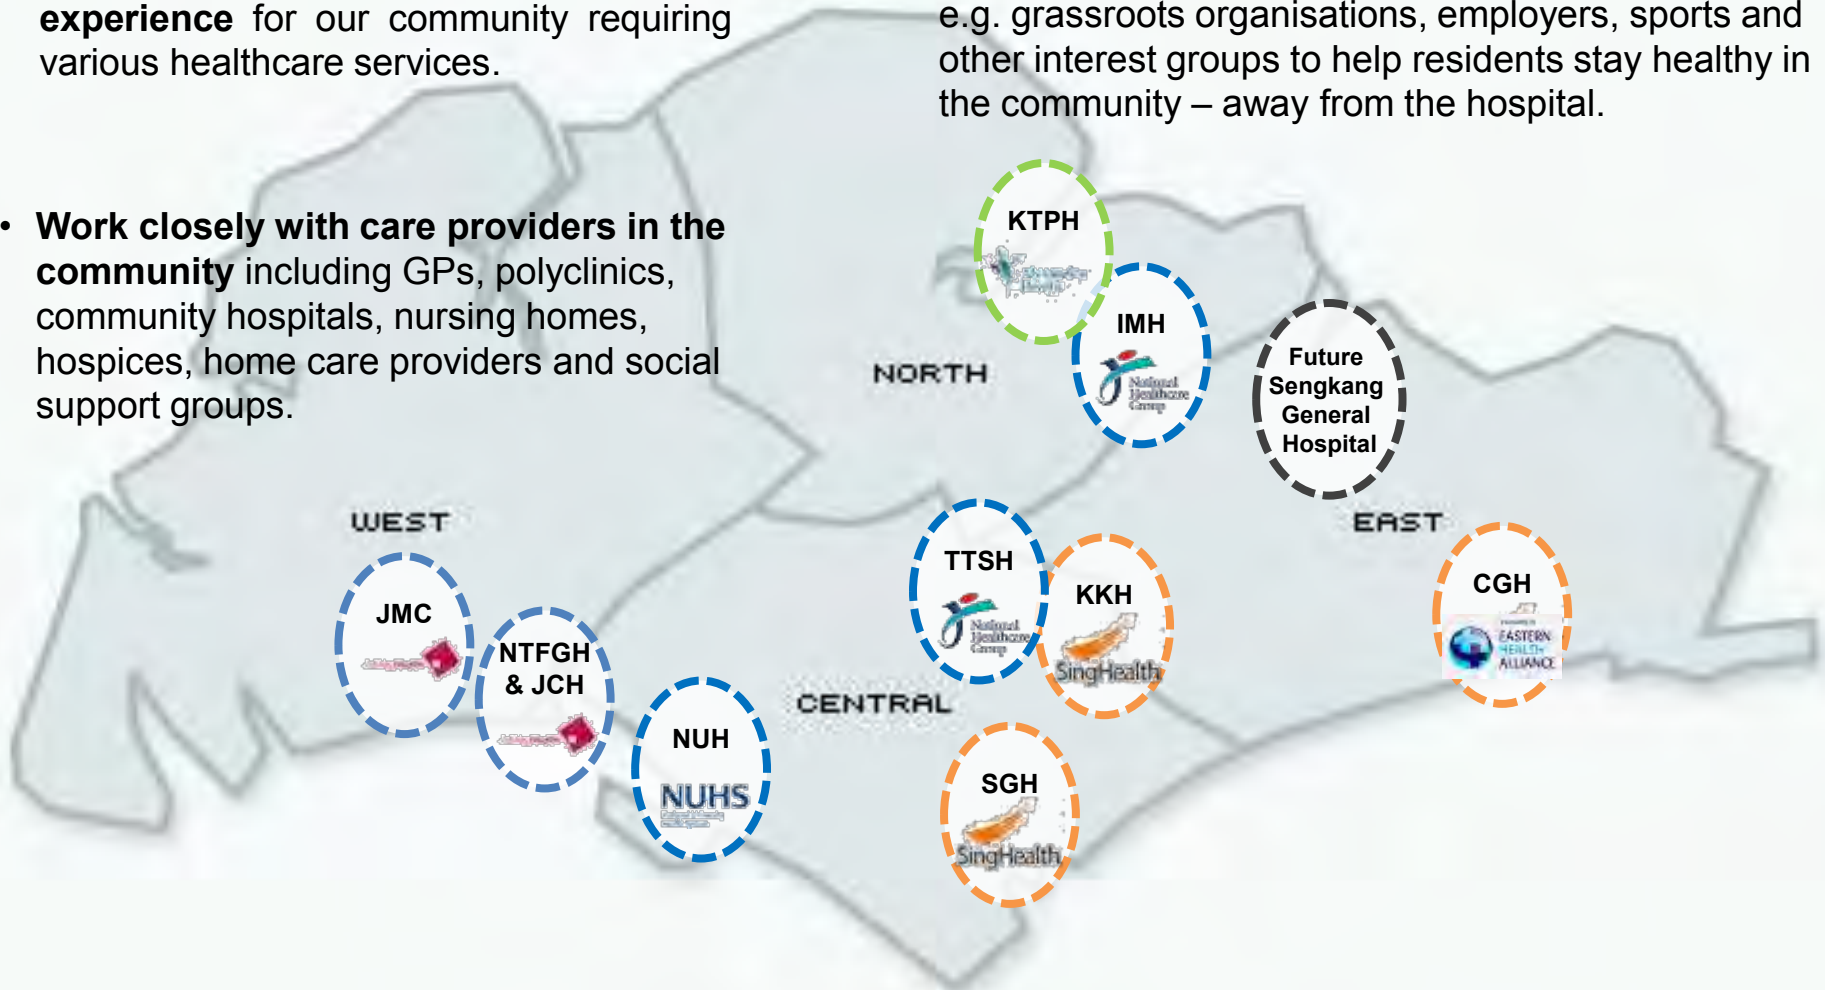 experience for our community requiring
various healthcare services.
e.g. grassroots organisations, employers, sports and
other interest groups to help residents stay healthy in
the community – away from the hospital.
• Work closely with care providers in the
community including GPs, polyclinics,
community hospitals, nursing homes,
hospices, home care providers and social
support groups.
KTPH
IMH
National
Healthcare
Group
Future
Sengkang
General
Hospital
NORTH
WEST
EAST
TTSH
National
Healthcare
Group
KKH
SingHealth
CGH
EASTERN
HEALTH
ALLIANCE
JMC
NTFGH
& JCH
CENTRAL
NUH
NUHS
SGH
SingHealth